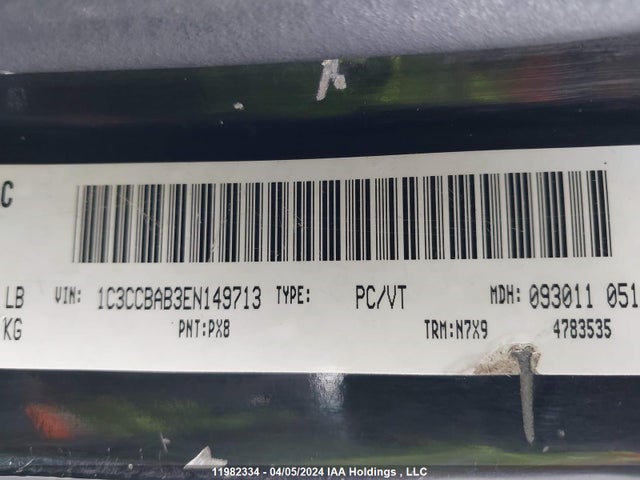 C
LB VIN: 1C3CCBAB3EN149713 TYPE: PC/VT MDH: 093011 051
KG PNT:PX8 TRM:N7X9 4783535
11982334 - 04/05/2024 IAA Holdings , LLC